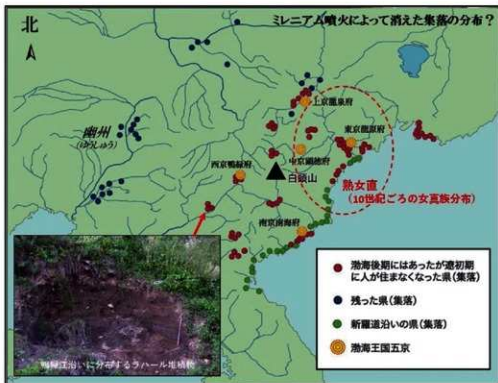 北
ミレニアム噴火によって消えた集落の分布？
上京龍泉府
幽州
(ゆうしゅう)
東京龍原府
西京鴨緑府
中京顕徳府
白頭山
熟女直
(10世紀ごろの女真族分布)
南京南海府
渤海後期にはあったが遼初期
に人が住まなくなった県(集落)
残った県(集落)
新羅道沿いの県(集落)
渤海王国五京
鴨緑江沿いに分布するラハール堆積物